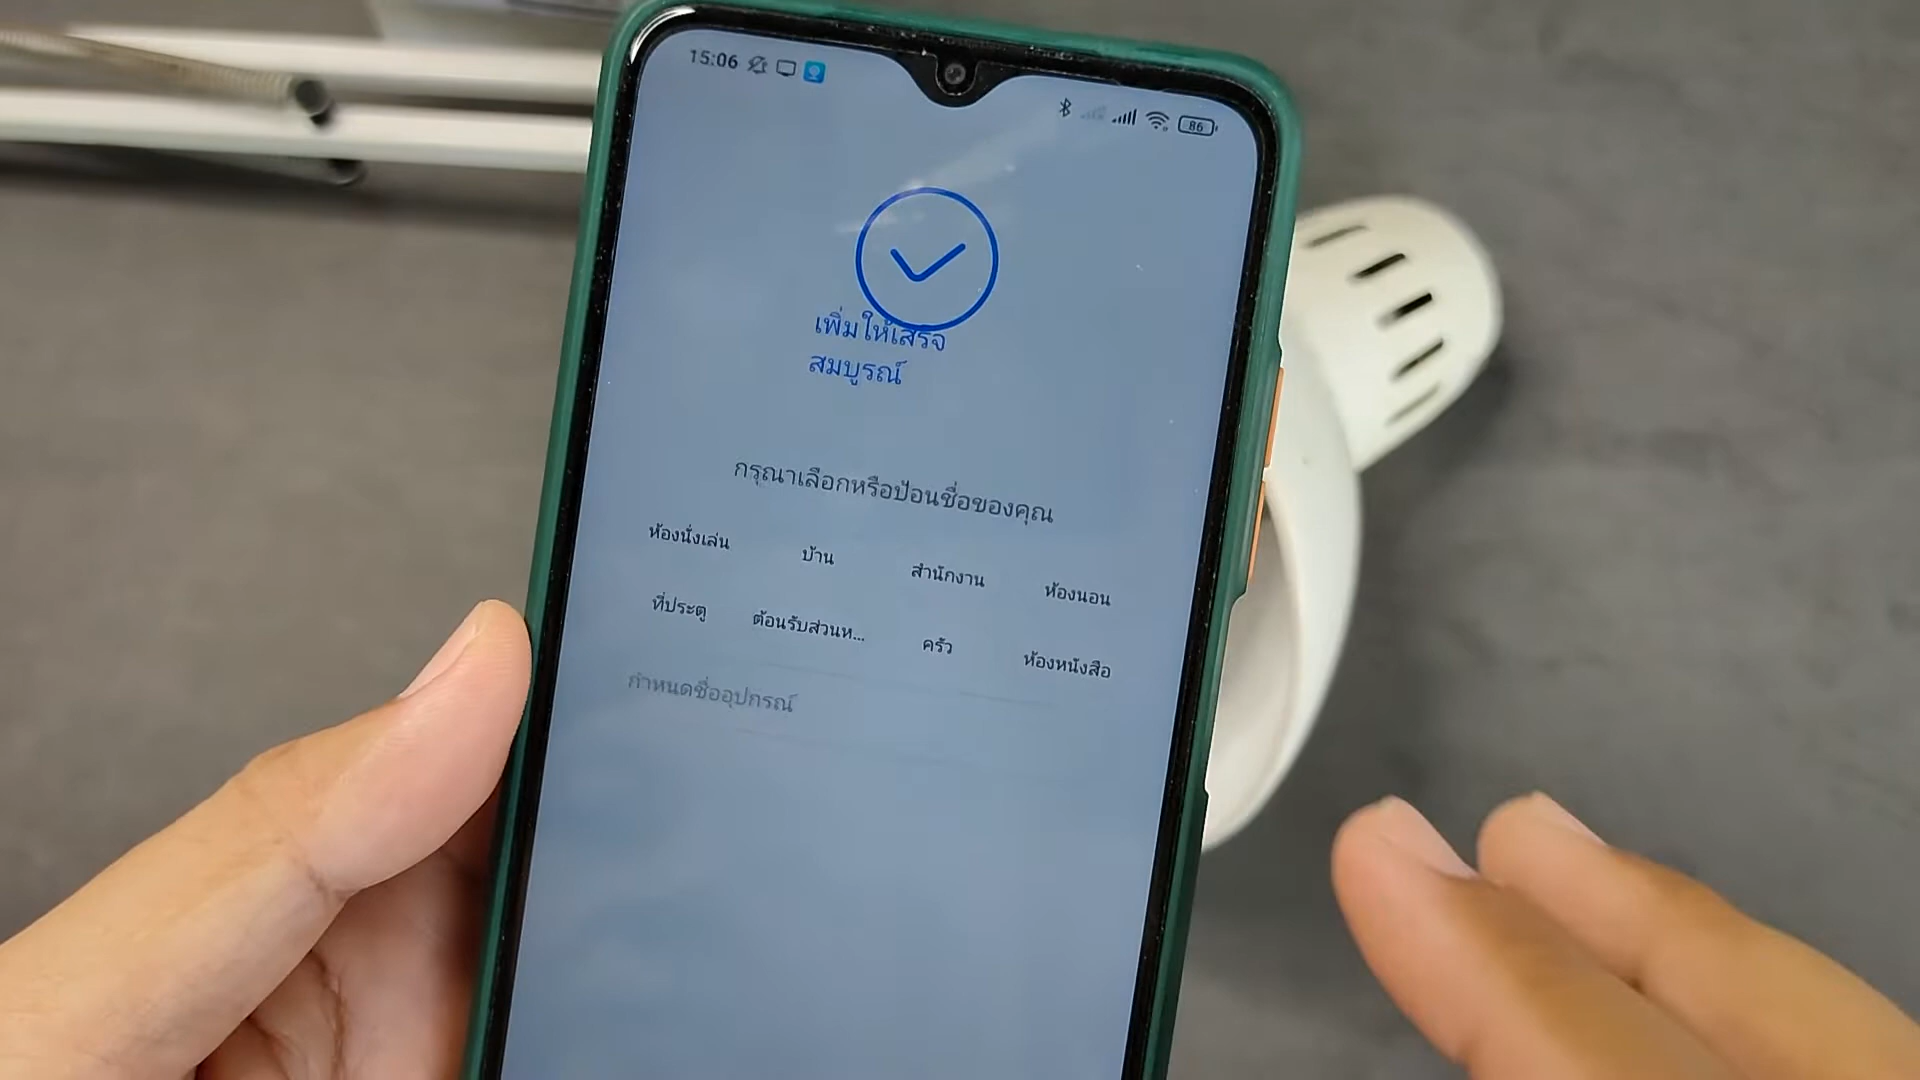 15:06
86
เพิ่มให้เสร็จ
สมบูรณ์
กรุณาเลือกหรือป้อนชื่อของคุณ
ห้องนั่งเล่น บ้าน สำนักงาน ห้องนอน
ที่ประตู ต้อนรับส่วนห... ครัว ห้องหนังสือ
กำหนดชื่ออุปกรณ์